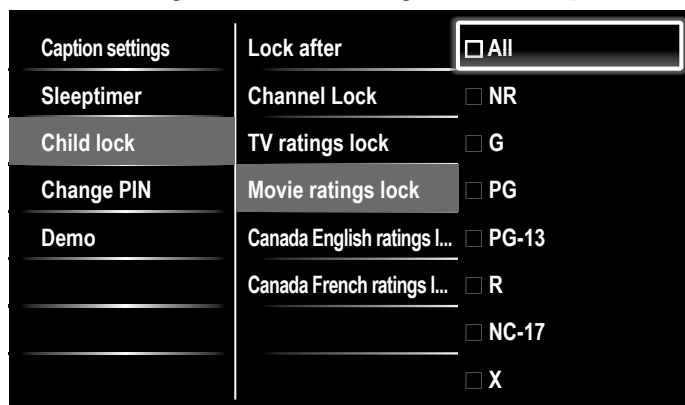 Caption settings
Sleeptimer
Child lock
Change PIN
Demo
Lock after
Channel Lock
TV ratings lock
Movie ratings lock
Canada English ratings l...
Canada French ratings l...
All
NR
G
PG
PG-13
R
NC-17
X